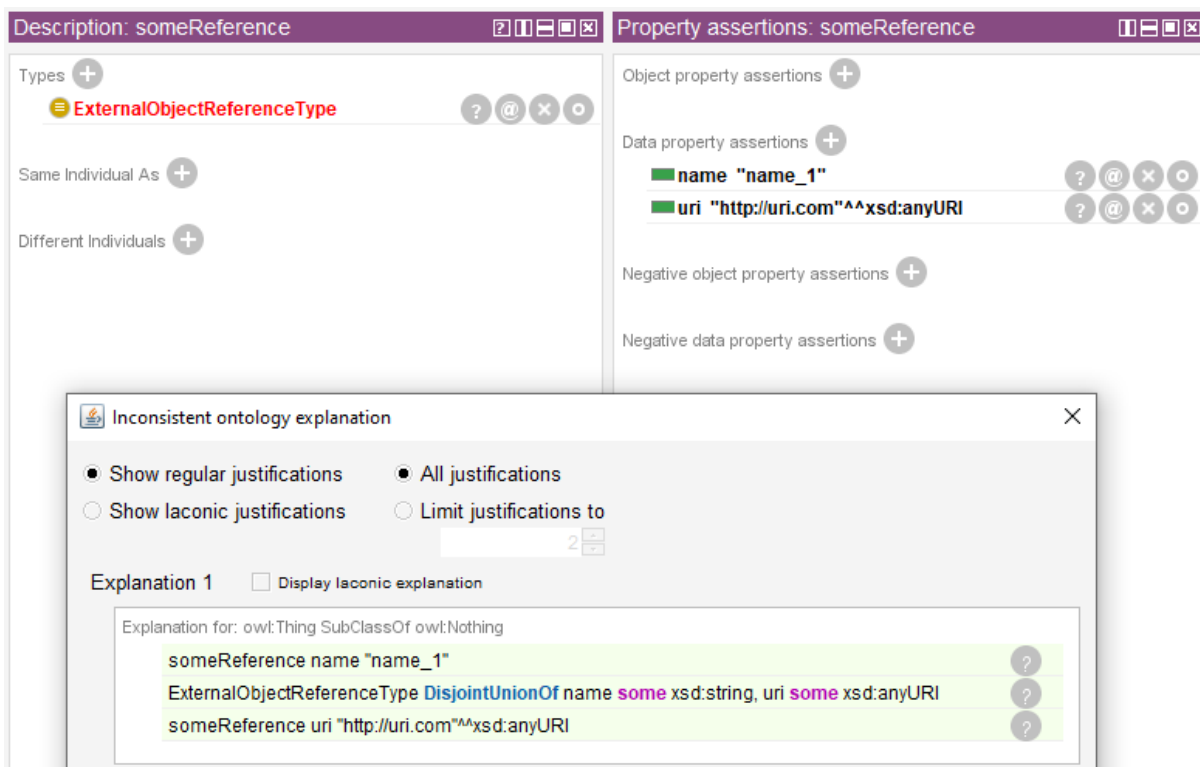 Description: someReference
Types
ExternalObjectReferenceType
Same Individual As
Different Individuals
Property assertions: someReference
Object property assertions
Data property assertions
name "name_1"
uri "http://uri.com"^^xsd:anyURI
Negative object property assertions
Negative data property assertions
Inconsistent ontology explanation
Show regular justifications
All justifications
Show laconic justifications
Limit justifications to
2
Explanation 1
Display laconic explanation
Explanation for: owl:Thing SubClassOf owl:Nothing
someReference name "name_1"
ExternalObjectReferenceType DisjointUnionOf name some xsd:string, uri some xsd:anyURI
someReference uri "http://uri.com"^^xsd:anyURI